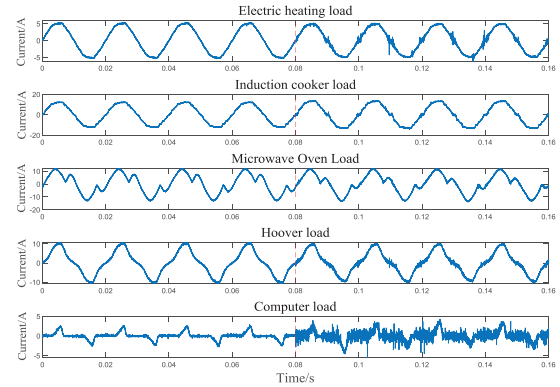 Electric heating load
Current/A
5
0
-5
0 0.02 0.04 0.06 0.08 0.1 0.12 0.14 0.16
Induction cooker load
Current/A
20
0
-20
0 0.02 0.04 0.06 0.08 0.1 0.12 0.14 0.16
Microwave Oven Load
Current/A
10
0
-10
-20
0 0.02 0.04 0.06 0.08 0.1 0.12 0.14 0.16
Hoover load
Current/A
10
0
-10
0 0.02 0.04 0.06 0.08 0.1 0.12 0.14 0.16
Computer load
Current/A
5
0
-5
0 0.02 0.04 0.06 0.08 0.1 0.12 0.14 0.16
Time/s